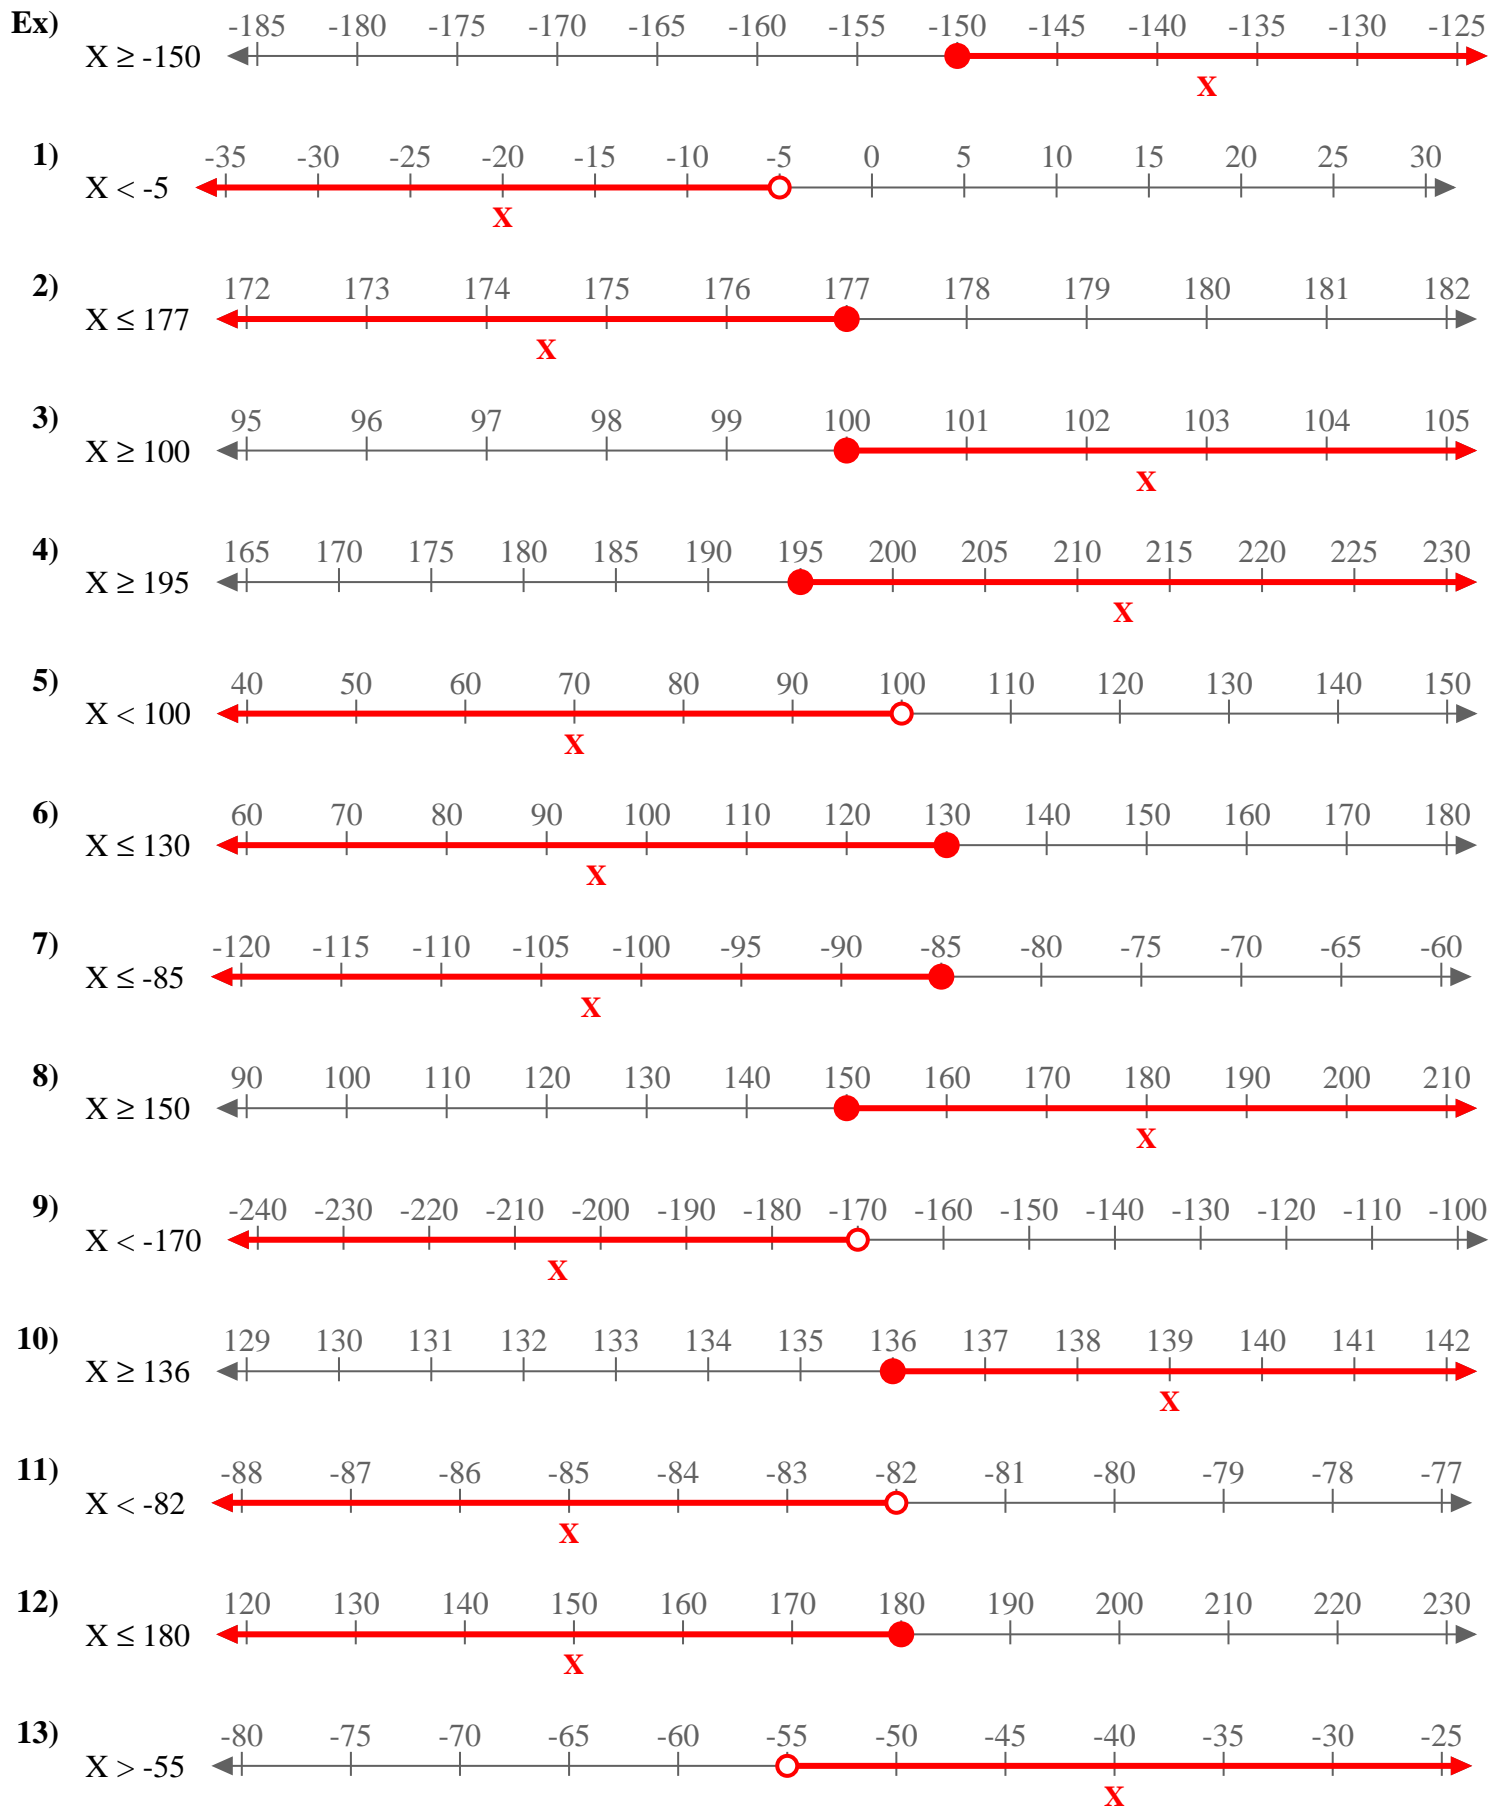 Ex) -185 -180 -175 -170 -165 -160 -155 -150 -145 -140 -135 -130 -125
X ≥ -150
X
1) -35 -30 -25 -20 -15 -10 -5 0 5 10 15 20 25 30
X < -5
X
2) 172 173 174 175 176 177 178 179 180 181 182
X ≤ 177
X
3) 95 96 97 98 99 100 101 102 103 104 105
X ≥ 100
X
4) 165 170 175 180 185 190 195 200 205 210 215 220 225 230
X ≥ 195
X
5) 40 50 60 70 80 90 100 110 120 130 140 150
X < 100
X
6) 60 70 80 90 100 110 120 130 140 150 160 170 180
X ≤ 130
X
7) -120 -115 -110 -105 -100 -95 -90 -85 -80 -75 -70 -65 -60
X ≤ -85
X
8) 90 100 110 120 130 140 150 160 170 180 190 200 210
X ≥ 150
X
9) -240 -230 -220 -210 -200 -190 -180 -170 -160 -150 -140 -130 -120 -110 -100
X < -170
X
10) 129 130 131 132 133 134 135 136 137 138 139 140 141 142
X ≥ 136
X
11) -88 -87 -86 -85 -84 -83 -82 -81 -80 -79 -78 -77
X < -82
X
12) 120 130 140 150 160 170 180 190 200 210 220 230
X ≤ 180
X
13) -80 -75 -70 -65 -60 -55 -50 -45 -40 -35 -30 -25
X > -55
X